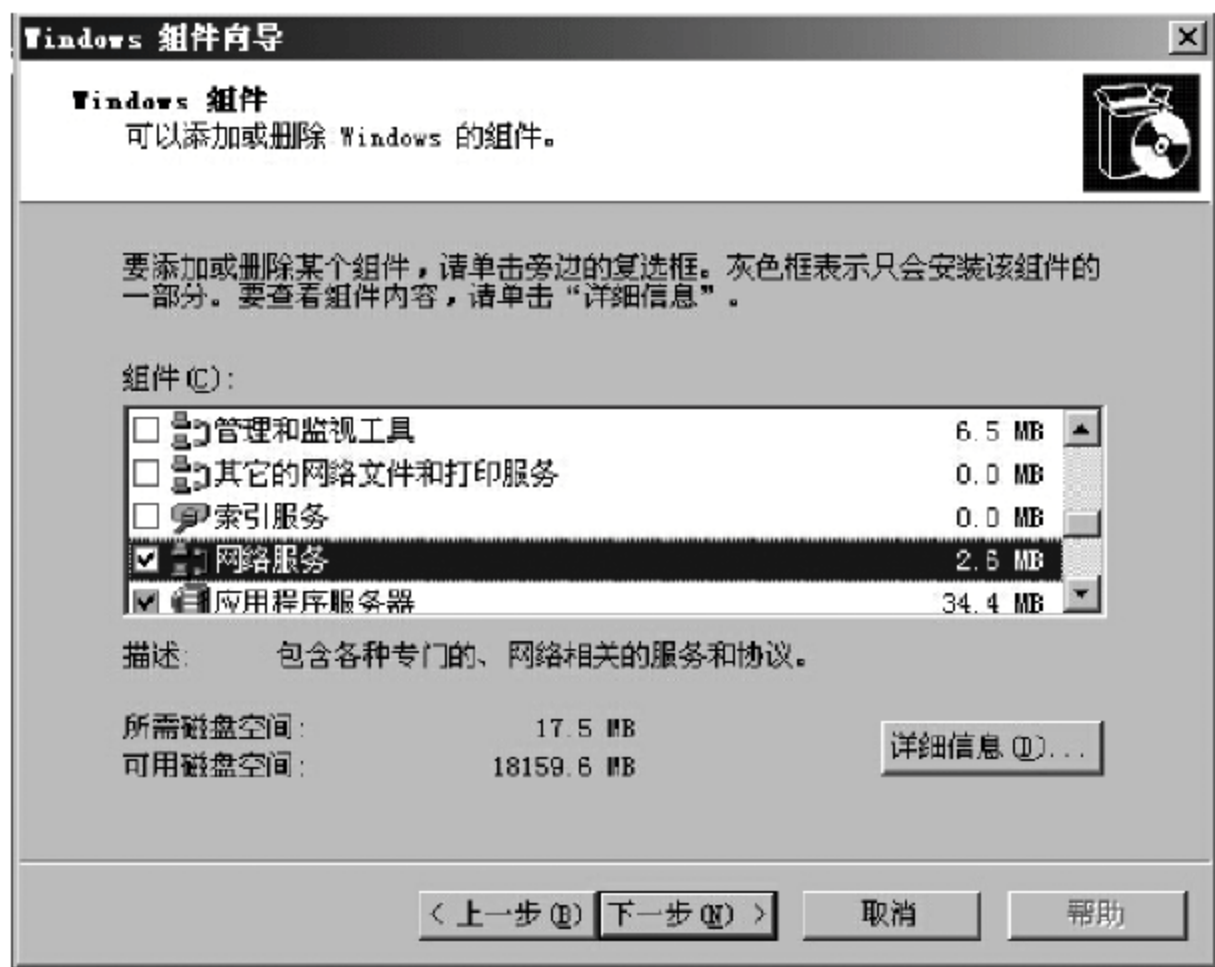 Windows 组件向导
Windows 组件
可以添加或删除 Windows 的组件。
要添加或删除某个组件，请单击旁边的复选框。灰色框表示只会安装该组件的
一部分。要查看组件内容，请单击“详细信息”。
组件(C):
管理和监视工具 6.5 MB
其它的网络文件和打印服务 0.0 MB
索引服务 0.0 MB
网络服务 2.6 MB
应用程序服务器 34.4 MB
描述: 包含各种专门的、网络相关的服务和协议。
所需磁盘空间: 17.5 MB
可用磁盘空间: 18159.6 MB
详细信息(D)...
< 上一步(B) 下一步(N) > 取消 帮助